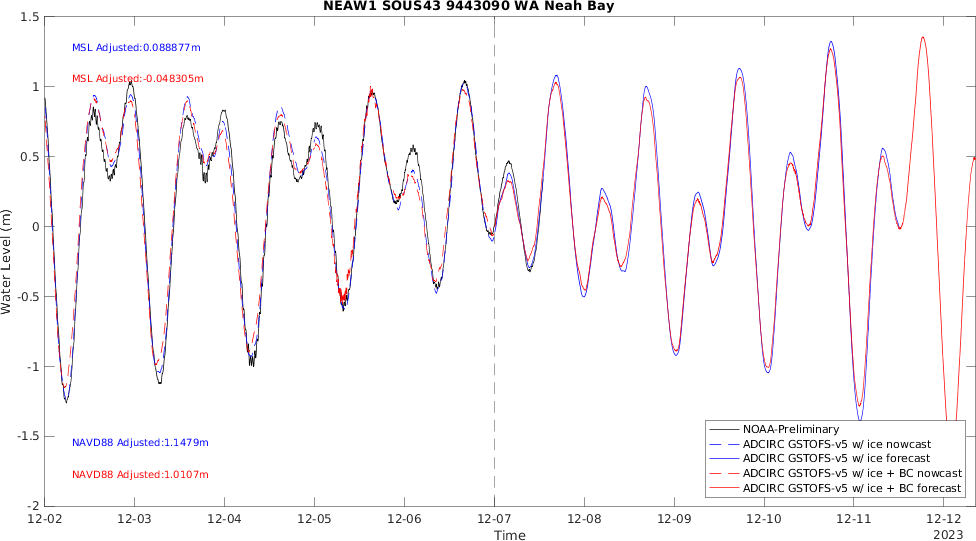 NEAW1 SOUS43 9443090 WA Neah Bay
1.5
MSL Adjusted:0.088877m
MSL Adjusted:-0.048305m
1
0.5
0
-0.5
-1
-1.5
-2
Water Level (m)
NAVD88 Adjusted:1.1479m
NAVD88 Adjusted:1.0107m
NOAA-Preliminary
ADCIRC GSTOFS-v5 w/ ice nowcast
ADCIRC GSTOFS-v5 w/ ice forecast
ADCIRC GSTOFS-v5 w/ ice + BC nowcast
ADCIRC GSTOFS-v5 w/ ice + BC forecast
12-02 12-03 12-04 12-05 12-06 12-07 12-08 12-09 12-10 12-11 12-12
2023
Time